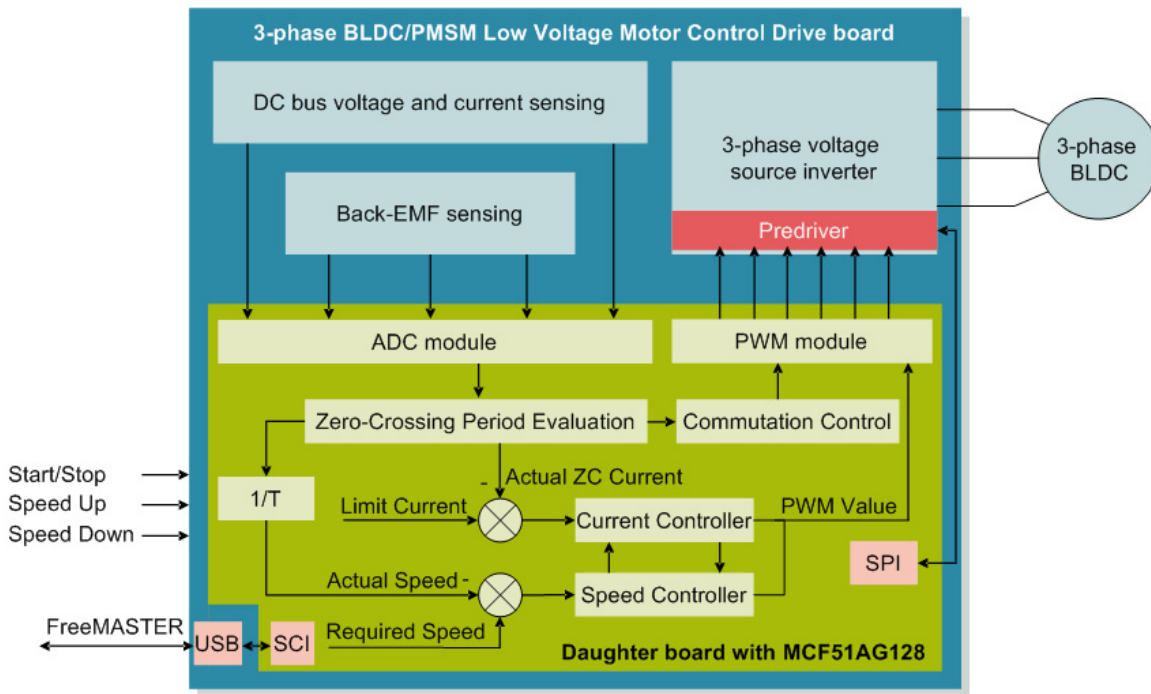 3-phase BLDC/PMSM Low Voltage Motor Control Drive board
DC bus voltage and current sensing
3-phase voltage
source inverter
3-phase
BLDC
Back-EMF sensing
Predriver
ADC module
PWM module
Zero-Crossing Period Evaluation
Commutation Control
Start/Stop
Speed Up
Speed Down
1/T
- Actual ZC Current
Limit Current
Current Controller
PWM Value
SPI
Actual Speed -
Speed Controller
FreeMASTER
USB
SCI
Required Speed
Daughter board with MCF51AG128